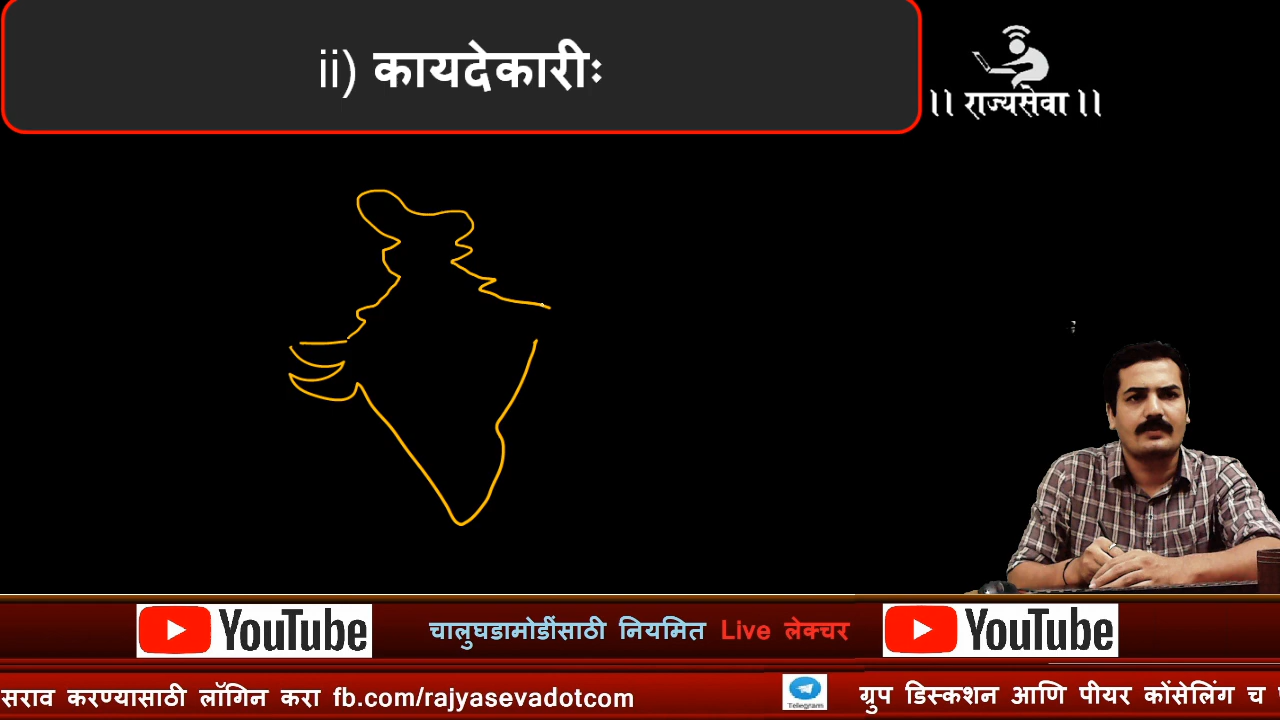 ii) कायदेकारीः
।। राज्यसेवा ।।
YouTube चालुघडामोडींसाठी नियमित Live लेक्चर YouTube
सराव करण्यासाठी लॉगिन करा fb.com/rajyasevadotcom Telegram ग्रुप डिस्कशन आणि पीयर कोंसेलिंग च